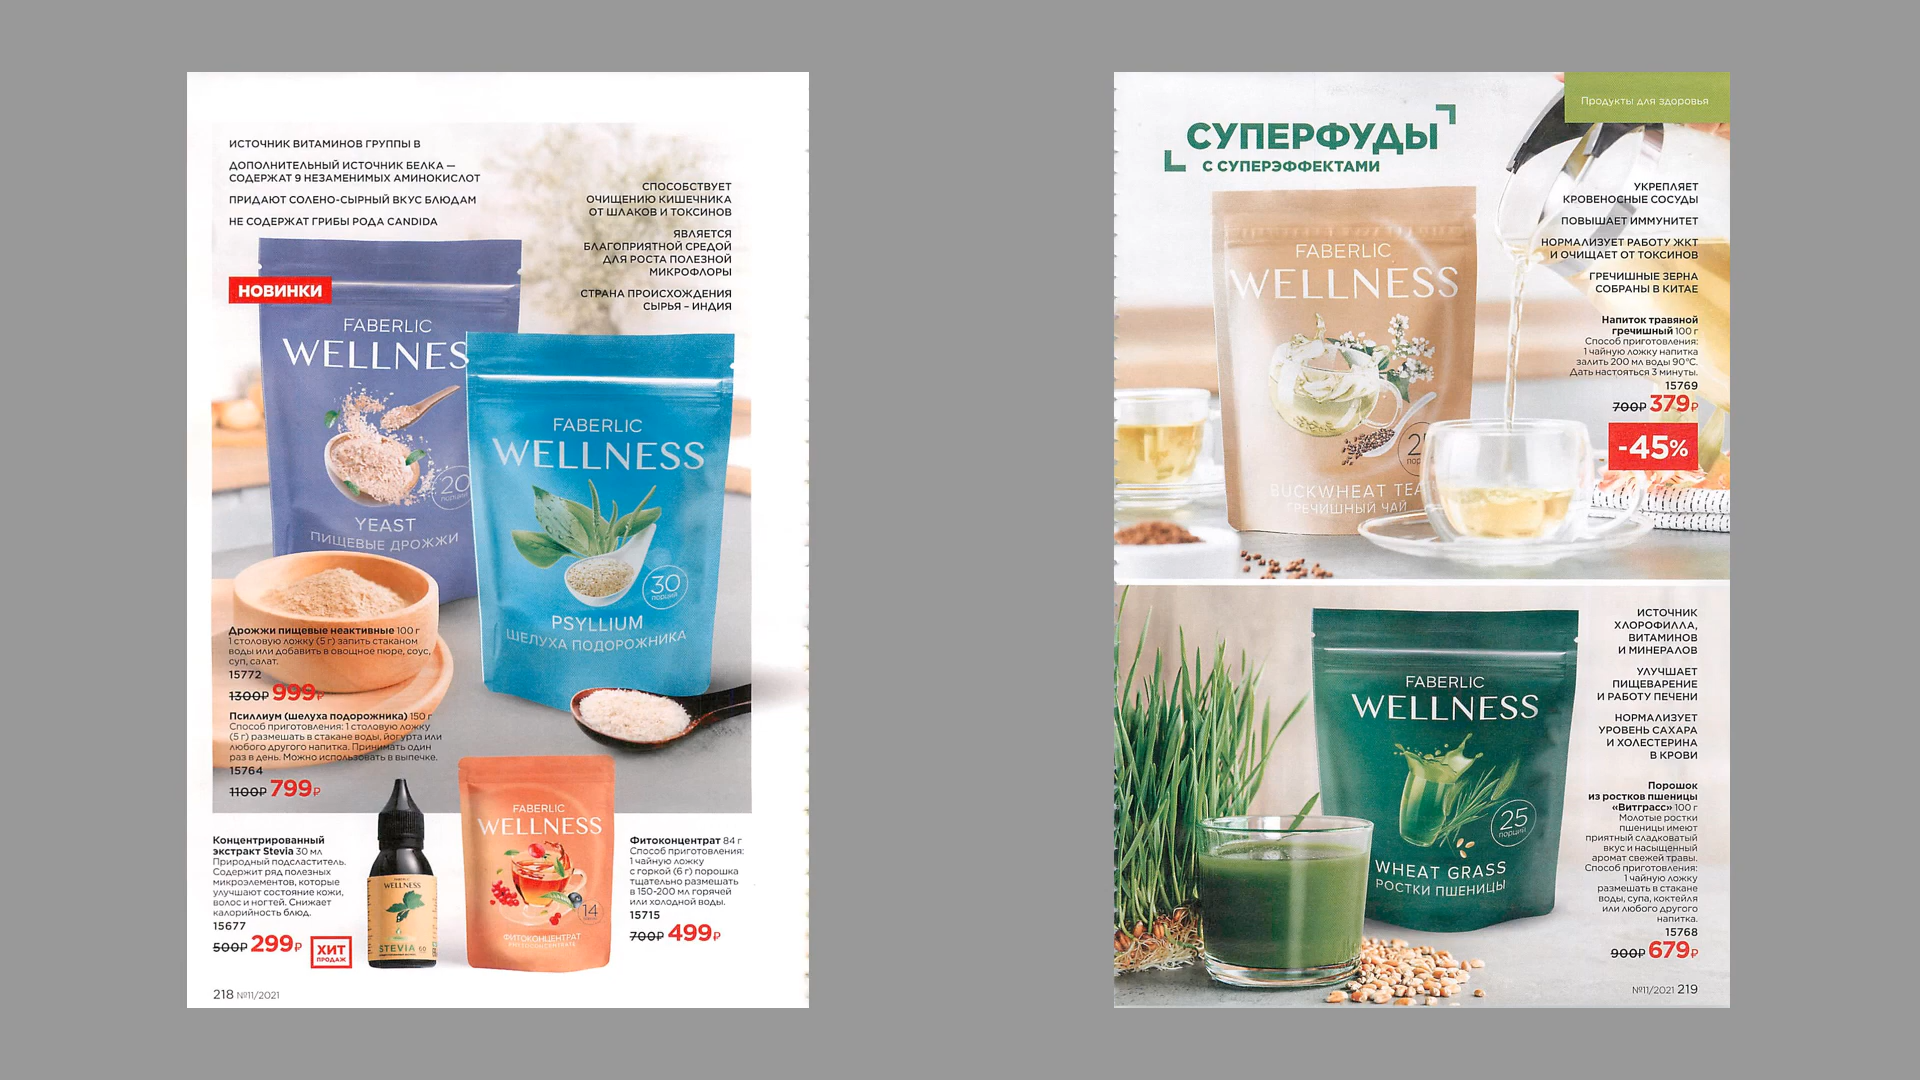 ИСТОЧНИК ВИТАМИНОВ ГРУППЫ В
ДОПОЛНИТЕЛЬНЫЙ ИСТОЧНИК БЕЛКА —
СОДЕРЖАТ 9 НЕЗАМЕНИМЫХ АМИНОКИСЛОТ
ПРИДАЮТ СОЛЕНО-СЫРНЫЙ ВКУС БЛЮДАМ
НЕ СОДЕРЖАТ ГРИБЫ РОДА CANDIDA
СПОСОБСТВУЕТ
ОЧИЩЕНИЮ КИШЕЧНИКА
ОТ ШЛАКОВ И ТОКСИНОВ
ЯВЛЯЕТСЯ
БЛАГОПРИЯТНОЙ СРЕДОЙ
ДЛЯ РОСТА ПОЛЕЗНОЙ
МИКРОФЛОРЫ
СТРАНА ПРОИСХОЖДЕНИЯ
СЫРЬЯ – ИНДИЯ
НОВИНКИ
FABERLIC
WELLNES
20
порций
YEAST
ПИЩЕВЫЕ ДРОЖЖИ
FABERLIC
WELLNESS
30
порций
PSYLLIUM
ШЕЛУХА ПОДОРОЖНИКА
Дрожжи пищевые неактивные 100 г
1 столовую ложку (5 г) запить стаканом
воды или добавить в овощное пюре, соус,
суп, салат.
15772
1300₽ 999₽
Псиллиум (шелуха подорожника) 150 г
Способ приготовления: 1 столовую ложку
(5 г) размешать в стакане воды, йогурта или
любого другого напитка. Принимать один
раз в день. Можно использовать в выпечке.
15764
1100₽ 799₽
Концентрированный
экстракт Stevia 30 мл
Природный подсластитель.
Содержит ряд полезных
микроэлементов, которые
улучшают состояние кожи,
волос и ногтей. Снижает
калорийность блюд.
15677
500₽ 299₽
ХИТ
ПРОДАЖ
FABERLIC
WELLNESS
STEVIA
FABERLIC
WELLNESS
14
ФИТОКОНЦЕНТРАТ
PHYTOCONCENTRATE
Фитоконцентрат 84 г
Способ приготовления:
1 чайную ложку
с горкой (6 г) порошка
тщательно размешать
в 150-200 мл горячей
или холодной воды.
15715
700₽ 499₽
218 №11/2021
Продукты для здоровья
СУПЕРФУДЫ
С СУПЕРЭФФЕКТАМИ
УКРЕПЛЯЕТ
КРОВЕНОСНЫЕ СОСУДЫ
ПОВЫШАЕТ ИММУНИТЕТ
НОРМАЛИЗУЕТ РАБОТУ ЖКТ
И ОЧИЩАЕТ ОТ ТОКСИНОВ
ГРЕЧИШНЫЕ ЗЕРНА
СОБРАНЫ В КИТАЕ
Напиток травяной
гречишный 100 г
Способ приготовления:
1 чайную ложку напитка
залить 200 мл воды 90°С.
Дать настояться 3 минуты.
15769
700₽ 379₽
-45%
FABERLIC
WELLNESS
BUCKWHEAT TEA
ГРЕЧИШНЫЙ ЧАЙ
ИСТОЧНИК
ХЛОРОФИЛЛА,
ВИТАМИНОВ
И МИНЕРАЛОВ
УЛУЧШАЕТ
ПИЩЕВАРЕНИЕ
И РАБОТУ ПЕЧЕНИ
НОРМАЛИЗУЕТ
УРОВЕНЬ САХАРА
И ХОЛЕСТЕРИНА
В КРОВИ
FABERLIC
WELLNESS
25
порций
WHEAT GRASS
РОСТКИ ПШЕНИЦЫ
Порошок
из ростков пшеницы
«Витграсс» 100 г
Молотые ростки
пшеницы имеют
приятный сладковатый
вкус и насыщенный
аромат свежей травы.
Способ приготовления:
1 чайную ложку
размешать в стакане
воды, супа, коктейля
или любого другого
напитка.
15768
900₽ 679₽
№11/2021 219